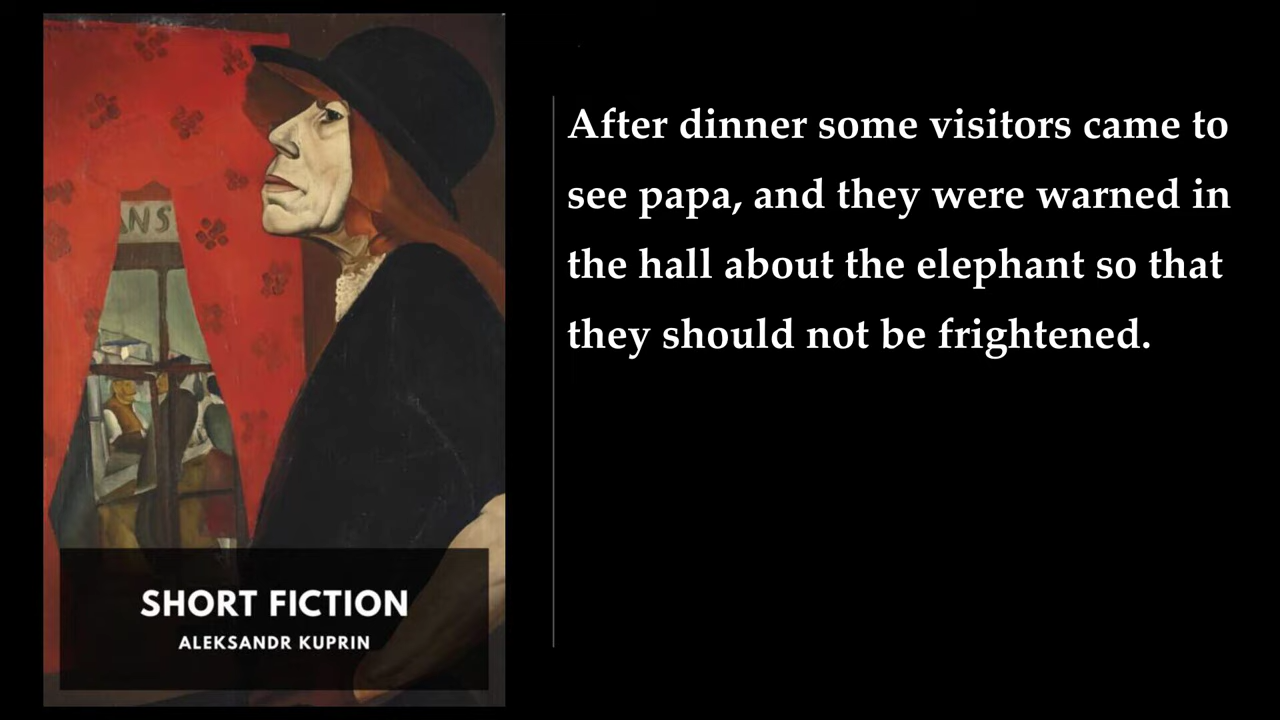 ANS
SHORT FICTION
ALEKSANDR KUPRIN
After dinner some visitors came to
see papa, and they were warned in
the hall about the elephant so that
they should not be frightened.